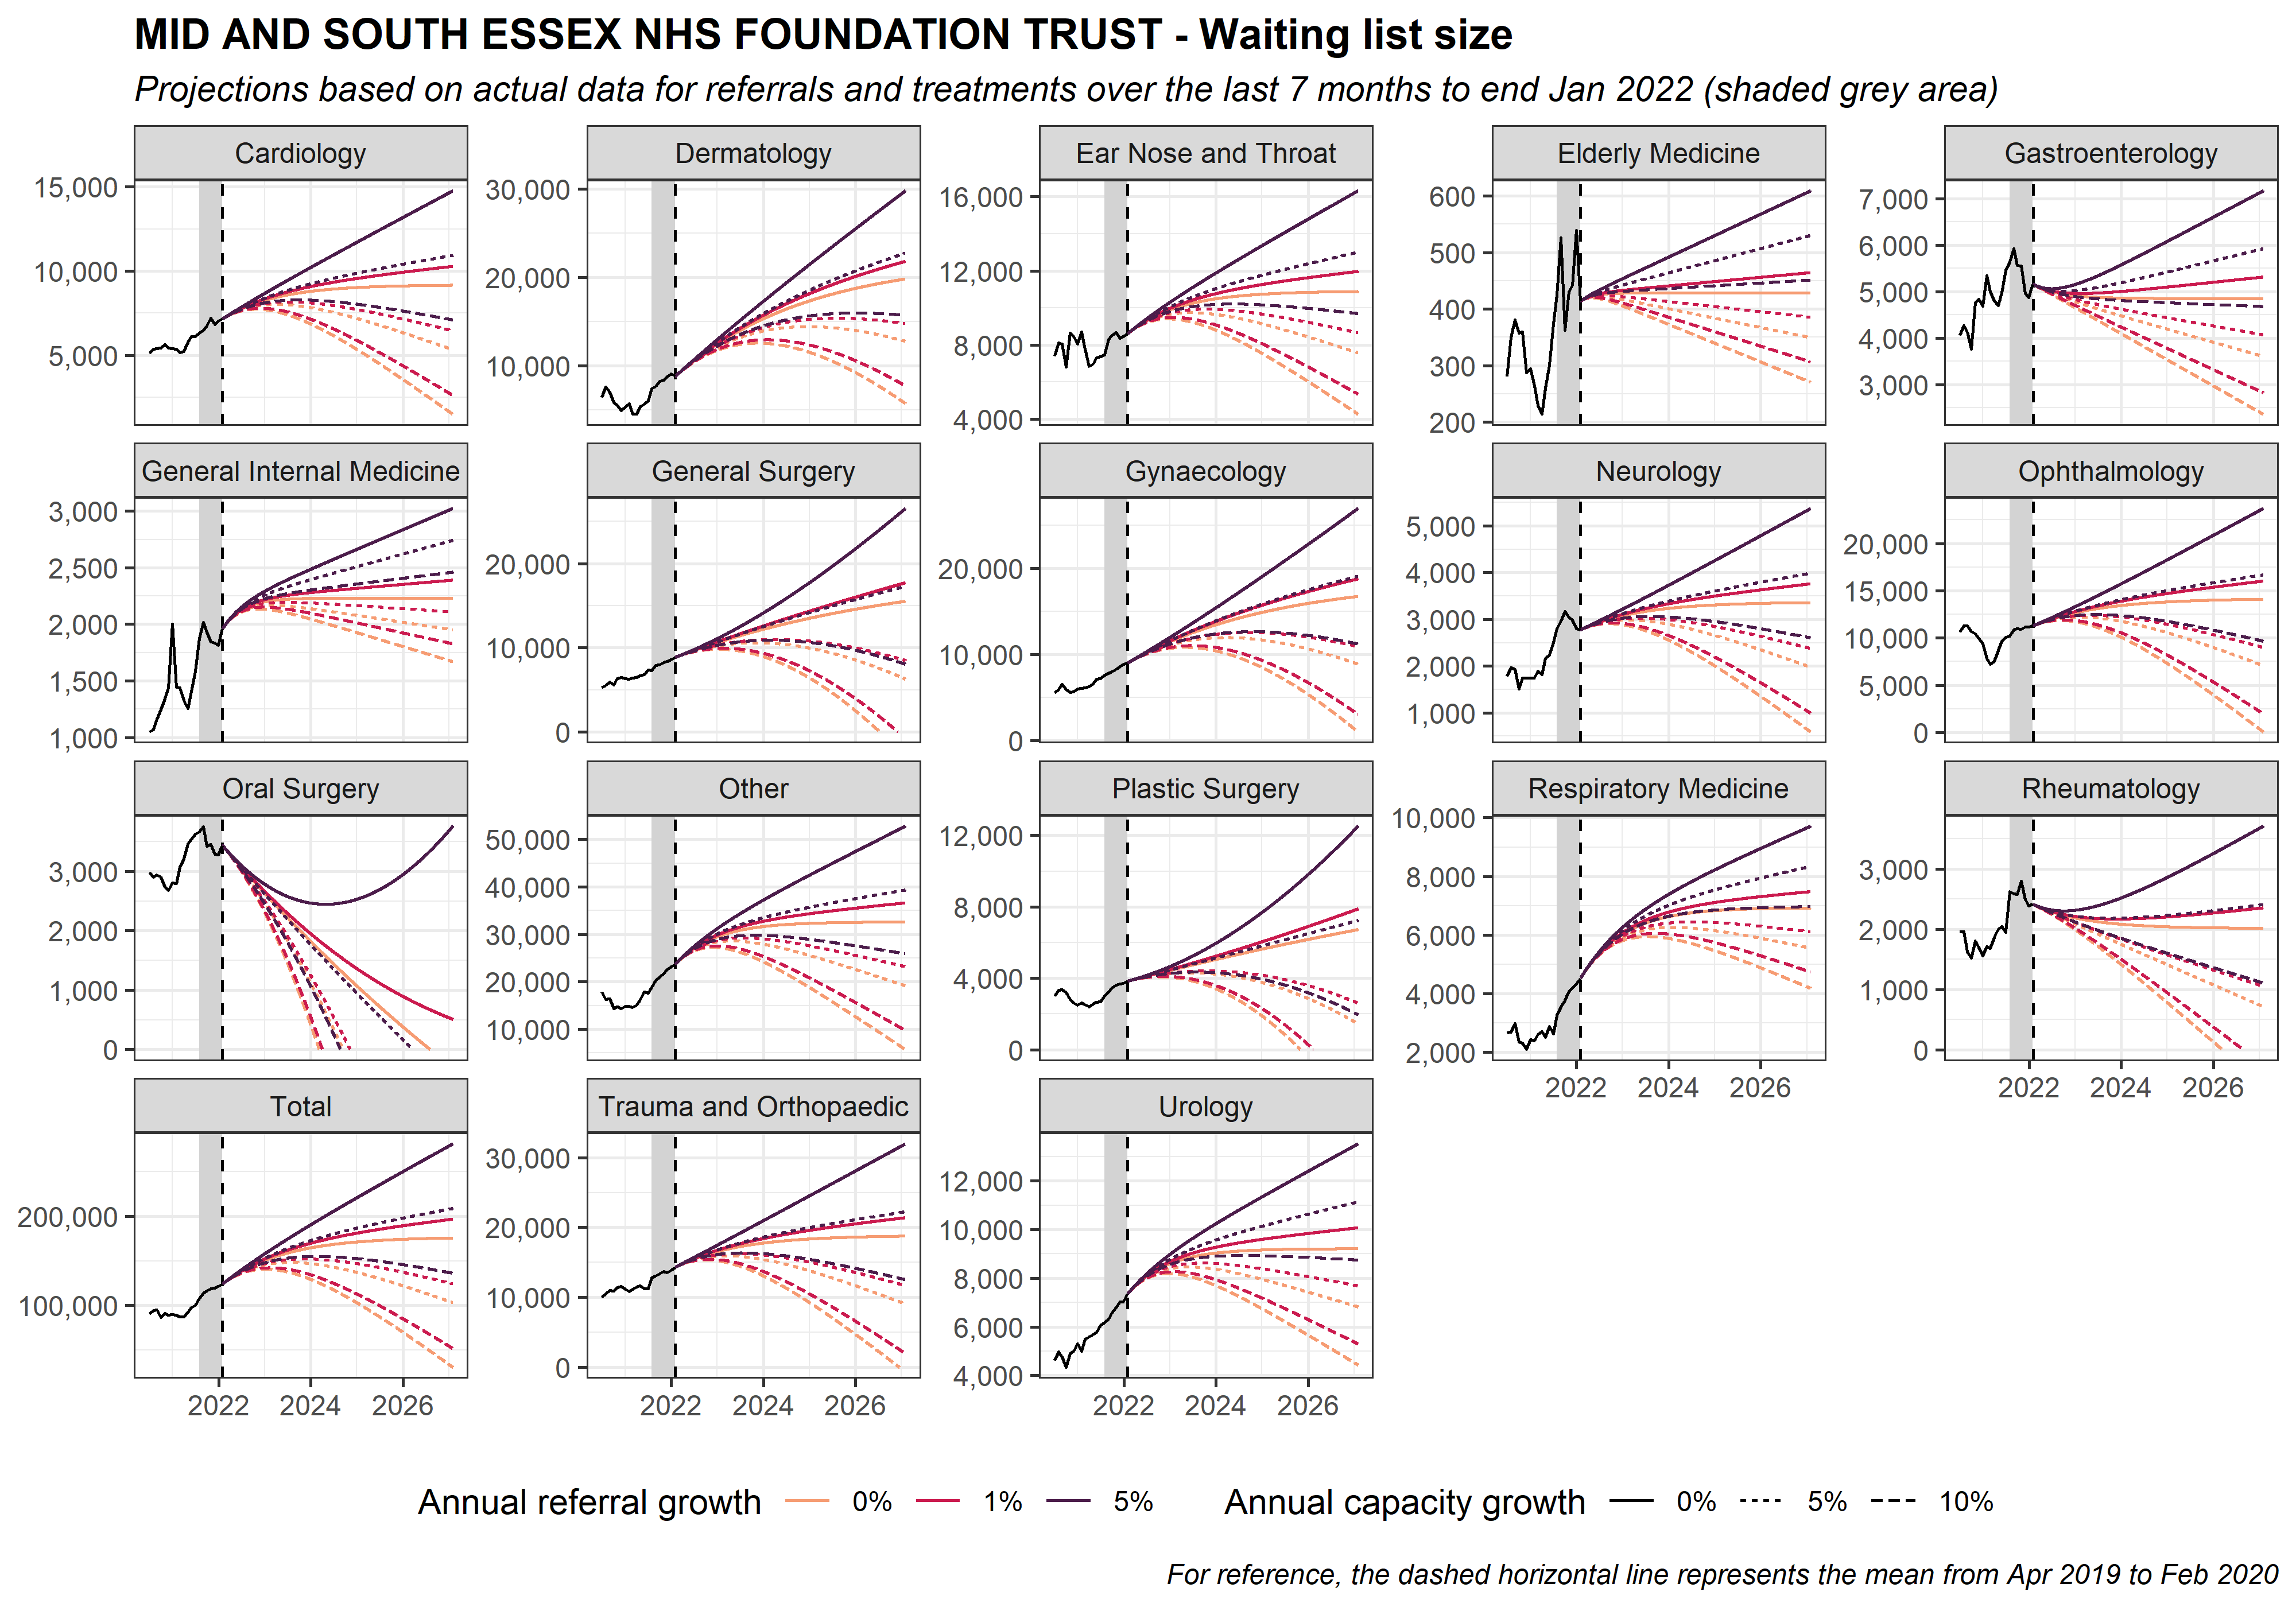 MID AND SOUTH ESSEX NHS FOUNDATION TRUST - Waiting list size
Projections based on actual data for referrals and treatments over the last 7 months to end Jan 2022 (shaded grey area)
Cardiology
15,000
10,000
5,000
Dermatology
30,000
20,000
10,000
Ear Nose and Throat
16,000
12,000
8,000
4,000
Elderly Medicine
600
500
400
300
200
Gastroenterology
7,000
6,000
5,000
4,000
3,000
General Internal Medicine
3,000
2,500
2,000
1,500
1,000
General Surgery
20,000
10,000
0
Gynaecology
20,000
10,000
0
Neurology
5,000
4,000
3,000
2,000
1,000
Ophthalmology
20,000
15,000
10,000
5,000
0
Oral Surgery
3,000
2,000
1,000
0
Other
50,000
40,000
30,000
20,000
10,000
Plastic Surgery
12,000
8,000
4,000
0
Respiratory Medicine
10,000
8,000
6,000
4,000
2,000
2022 2024 2026
Rheumatology
3,000
2,000
1,000
0
2022 2024 2026
Total
200,000
100,000
2022 2024 2026
Trauma and Orthopaedic
30,000
20,000
10,000
0
2022 2024 2026
Urology
12,000
10,000
8,000
6,000
4,000
2022 2024 2026
Annual referral growth 0% 1% 5% Annual capacity growth 0% 5% 10%
For reference, the dashed horizontal line represents the mean from Apr 2019 to Feb 2020